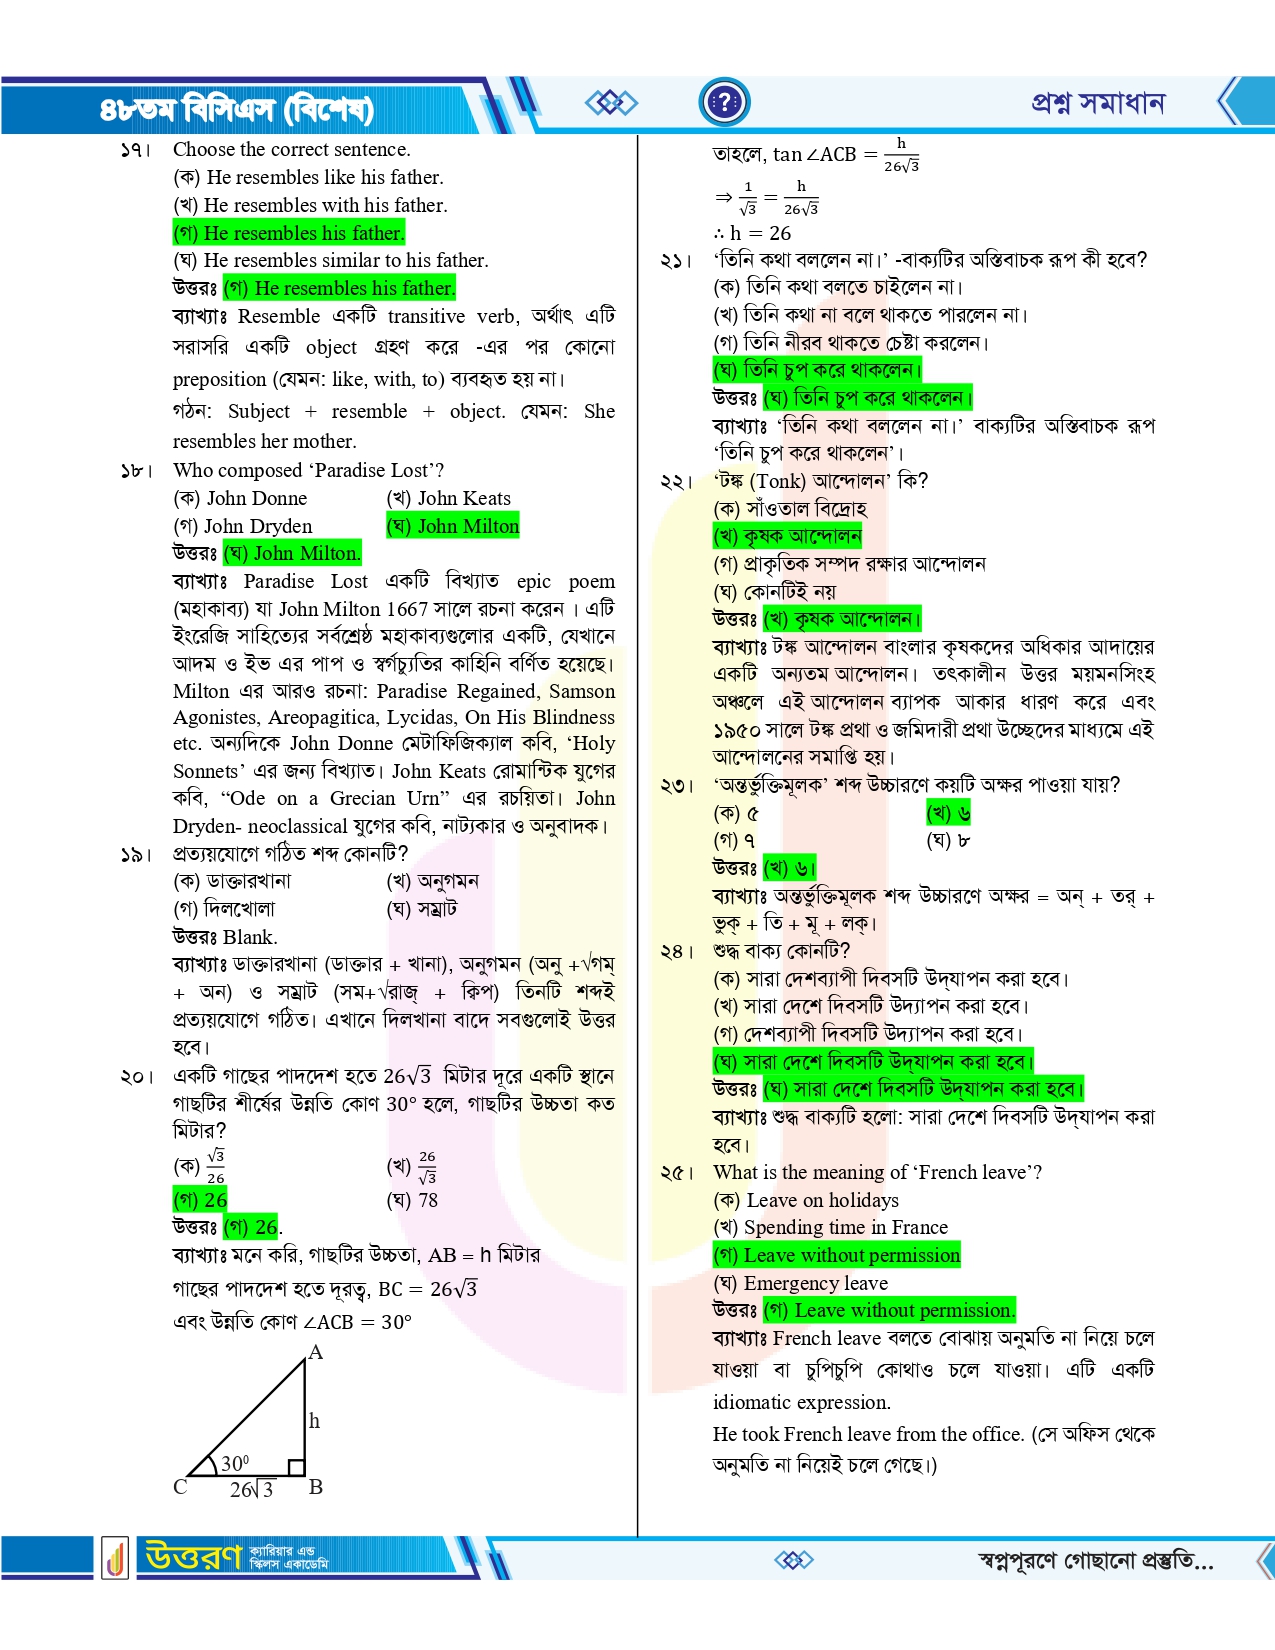 ৪৮তম বিসিএস (বিশেষ)
প্রশ্ন সমাধান
১৭। Choose the correct sentence.
(ক) He resembles like his father.
(খ) He resembles with his father.
(গ) He resembles his father.
(ঘ) He resembles similar to his father.
উত্তরঃ (গ) He resembles his father.
ব্যাখ্যাঃ Resemble একটি transitive verb, অর্থাৎ এটি
সরাসরি একটি object গ্রহণ করে -এর পর কোনো
preposition (যেমন: like, with, to) ব্যবহৃত হয় না।
গঠন: Subject + resemble + object. যেমন: She
resembles her mother.
১৮। Who composed ‘Paradise Lost’?
(ক) John Donne (খ) John Keats
(গ) John Dryden (ঘ) John Milton
উত্তরঃ (ঘ) John Milton.
ব্যাখ্যাঃ Paradise Lost একটি বিখ্যাত epic poem
(মহাকাব্য) যা John Milton 1667 সালে রচনা করেন । এটি
ইংরেজি সাহিত্যের সর্বশ্রেষ্ঠ মহাকাব্যগুলোর একটি, যেখানে
আদম ও ইভ এর পাপ ও স্বর্গচ্যুতির কাহিনি বর্ণিত হয়েছে।
Milton এর আরও রচনা: Paradise Regained, Samson
Agonistes, Areopagitica, Lycidas, On His Blindness
etc. অন্যদিকে John Donne মেটাফিজিক্যাল কবি, ‘Holy
Sonnets’ এর জন্য বিখ্যাত। John Keats রোমান্টিক যুগের
কবি, “Ode on a Grecian Urn” এর রচয়িতা। John
Dryden- neoclassical যুগের কবি, নাট্যকার ও অনুবাদক।
১৯। প্রত্যয়যোগে গঠিত শব্দ কোনটি?
(ক) ডাক্তারখানা (খ) অনুগমন
(গ) দিলখোলা (ঘ) সম্রাট
উত্তরঃ Blank.
ব্যাখ্যাঃ ডাক্তারখানা (ডাক্তার + খানা), অনুগমন (অনু +√গম্
+ অন) ও সম্রাট (সম+√রাজ্ + ক্বিপ) তিনটি শব্দই
প্রত্যয়যোগে গঠিত। এখানে দিলখানা বাদে সবগুলোই উত্তর
হবে।
২০। একটি গাছের পাদদেশ হতে 26√3 মিটার দূরে একটি স্থানে
গাছটির শীর্ষের উন্নতি কোণ 30° হলে, গাছটির উচ্চতা কত
মিটার?
(ক) √3/26 (খ) 26/√3
(গ) 26 (ঘ) 78
উত্তরঃ (গ) 26.
ব্যাখ্যাঃ মনে করি, গাছটির উচ্চতা, AB = h মিটার
গাছের পাদদেশ হতে দূরত্ব, BC = 26√3
এবং উন্নতি কোণ ∠ACB = 30°
A
h
30⁰
C 26√3 B
তাহলে, tan ∠ACB = h/26√3
⇒ 1/√3 = h/26√3
∴ h = 26
২১। ‘তিনি কথা বললেন না।’ -বাক্যটির অস্তিবাচক রূপ কী হবে?
(ক) তিনি কথা বলতে চাইলেন না।
(খ) তিনি কথা না বলে থাকতে পারলেন না।
(গ) তিনি নীরব থাকতে চেষ্টা করলেন।
(ঘ) তিনি চুপ করে থাকলেন।
উত্তরঃ (ঘ) তিনি চুপ করে থাকলেন।
ব্যাখ্যাঃ ‘তিনি কথা বললেন না।’ বাক্যটির অস্তিবাচক রূপ
‘তিনি চুপ করে থাকলেন’।
২২। ‘টঙ্ক (Tonk) আন্দোলন’ কি?
(ক) সাঁওতাল বিদ্রোহ
(খ) কৃষক আন্দোলন
(গ) প্রাকৃতিক সম্পদ রক্ষার আন্দোলন
(ঘ) কোনটিই নয়
উত্তরঃ (খ) কৃষক আন্দোলন।
ব্যাখ্যাঃ টঙ্ক আন্দোলন বাংলার কৃষকদের অধিকার আদায়ের
একটি অন্যতম আন্দোলন। তৎকালীন উত্তর ময়মনসিংহ
অঞ্চলে এই আন্দোলন ব্যাপক আকার ধারণ করে এবং
১৯৫০ সালে টঙ্ক প্রথা ও জমিদারী প্রথা উচ্ছেদের মাধ্যমে এই
আন্দোলনের সমাপ্তি হয়।
২৩। ‘অন্তর্ভুক্তিমূলক’ শব্দ উচ্চারণে কয়টি অক্ষর পাওয়া যায়?
(ক) ৫ (খ) ৬
(গ) ৭ (ঘ) ৮
উত্তরঃ (খ) ৬।
ব্যাখ্যাঃ অন্তর্ভুক্তিমূলক শব্দ উচ্চারণে অক্ষর = অন্ + তর্ +
ভুক্ + তি + মূ + লক্।
২৪। শুদ্ধ বাক্য কোনটি?
(ক) সারা দেশব্যাপী দিবসটি উদ্‌যাপন করা হবে।
(খ) সারা দেশে দিবসটি উদ্যাপন করা হবে।
(গ) দেশব্যাপী দিবসটি উদ্যাপন করা হবে।
(ঘ) সারা দেশে দিবসটি উদ্‌যাপন করা হবে।
উত্তরঃ (ঘ) সারা দেশে দিবসটি উদ্‌যাপন করা হবে।
ব্যাখ্যাঃ শুদ্ধ বাক্যটি হলো: সারা দেশে দিবসটি উদ্‌যাপন করা
হবে।
২৫। What is the meaning of ‘French leave’?
(ক) Leave on holidays
(খ) Spending time in France
(গ) Leave without permission
(ঘ) Emergency leave
উত্তরঃ (গ) Leave without permission.
ব্যাখ্যাঃ French leave বলতে বোঝায় অনুমতি না নিয়ে চলে
যাওয়া বা চুপিচুপি কোথাও চলে যাওয়া। এটি একটি
idiomatic expression.
He took French leave from the office. (সে অফিস থেকে
অনুমতি না নিয়েই চলে গেছে।)
উত্তরণ ক্যারিয়ার এন্ড
স্কিলস একাডেমি
স্বপ্নপূরণে গোছানো প্রস্তুতি...